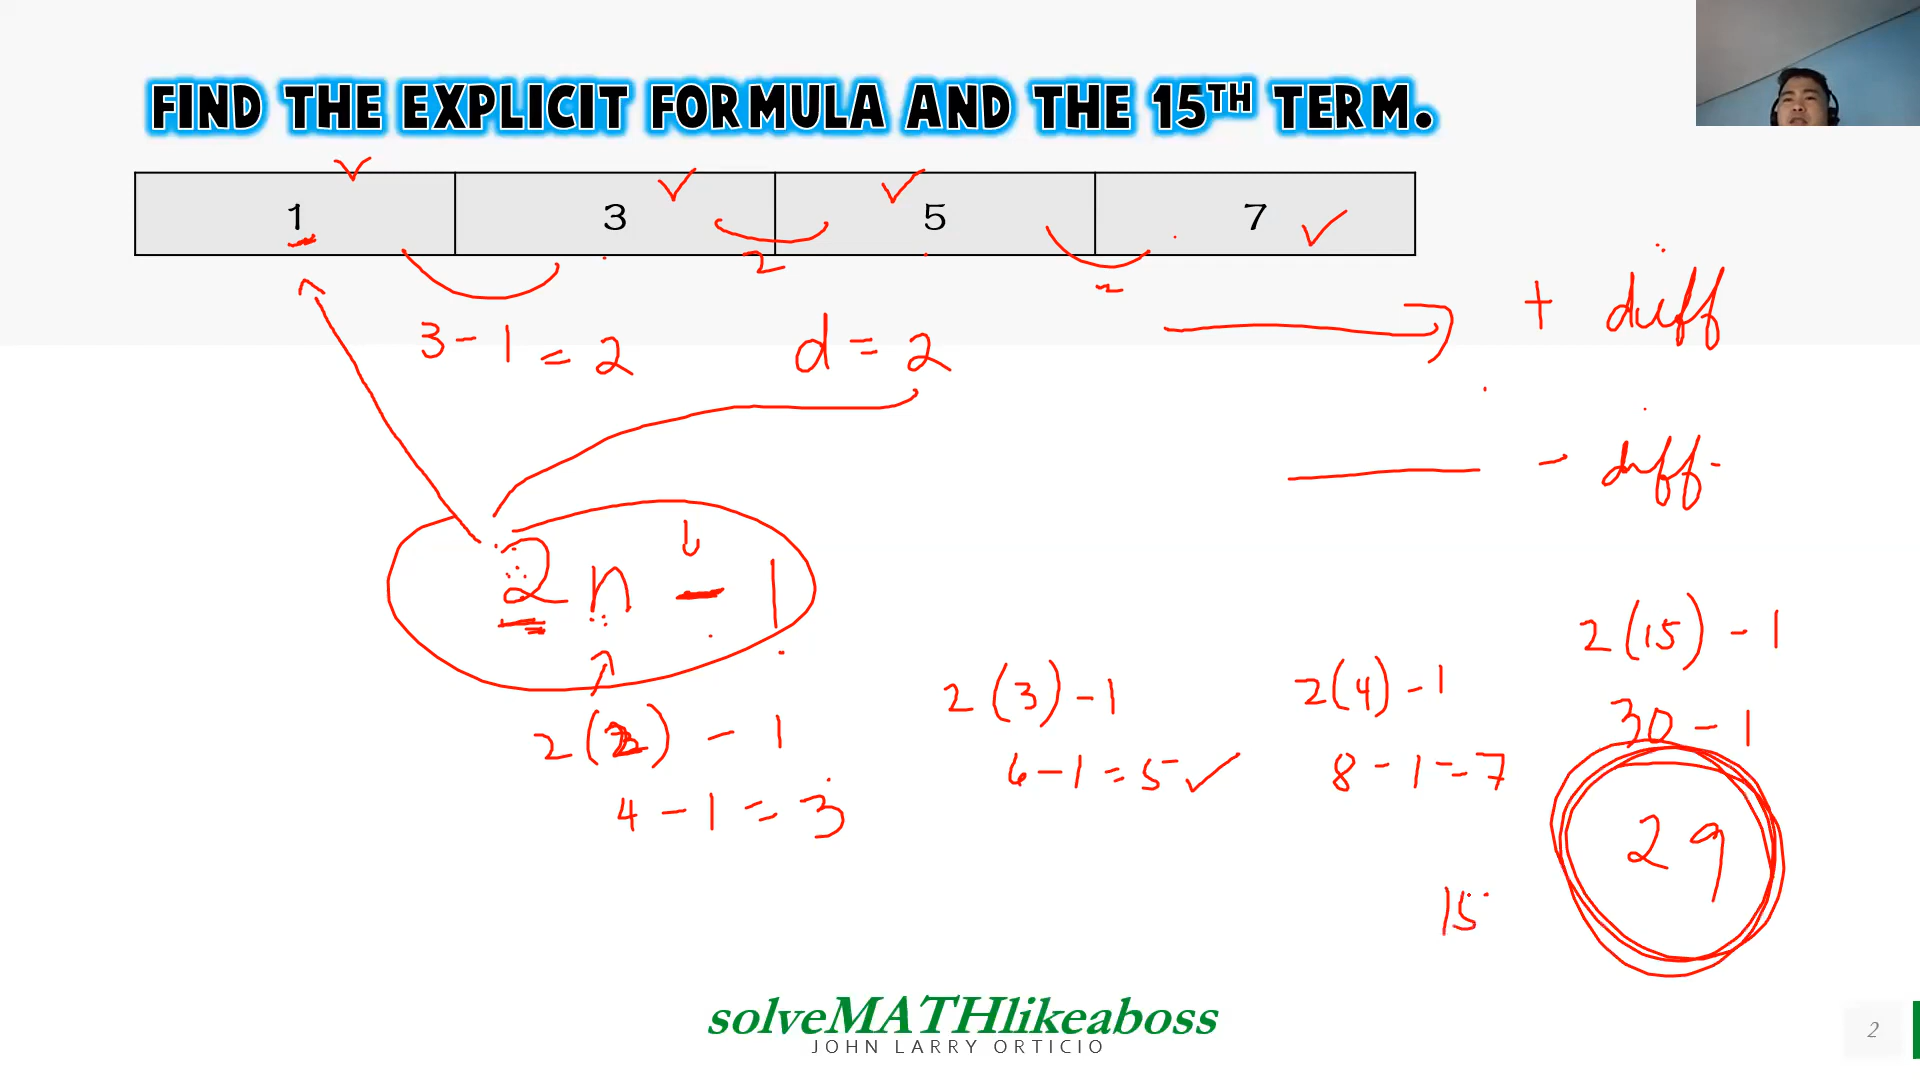 FIND THE EXPLICIT FORMULA AND THE 15TH TERM.
1 3 5 7
2
2
3 - 1 = 2
d = 2
+ diff
- diff.
2n - 1
2(15) - 1
30 - 1
29
2(2) - 1
4 - 1 = 3
2(3) - 1
6 - 1 = 5
2(4) - 1
8 - 1 = 7
15
solveMATHlikeaboss
JOHN LARRY ORTICIO
2